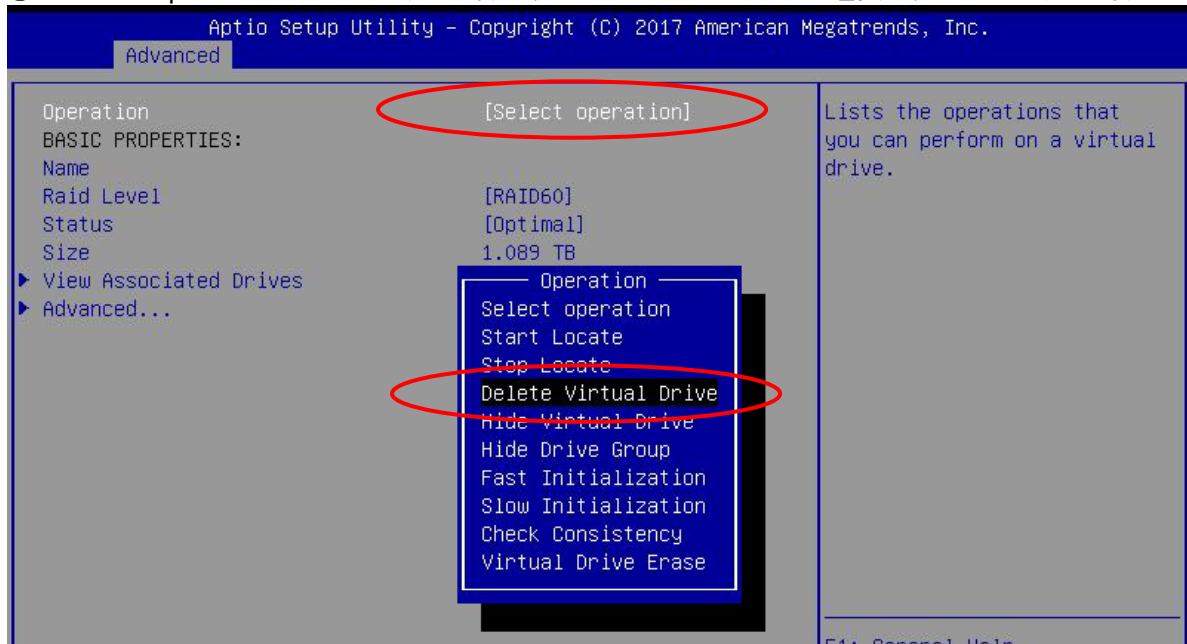 Aptio Setup Utility – Copyright (C) 2017 American Megatrends, Inc.
Advanced
Operation [Select operation]
BASIC PROPERTIES:
Name
Raid Level [RAID60]
Status [Optimal]
Size 1.089 TB
View Associated Drives
Advanced...
Operation
Select operation
Start Locate
Stop Locate
Delete Virtual Drive
Hide Virtual Drive
Hide Drive Group
Fast Initialization
Slow Initialization
Check Consistency
Virtual Drive Erase
Lists the operations that
you can perform on a virtual
drive.